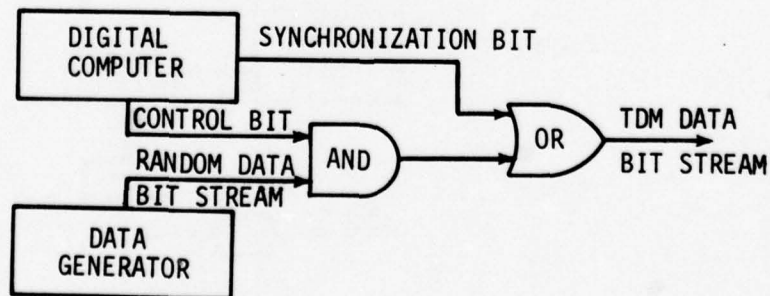 DIGITAL
COMPUTER
SYNCHRONIZATION BIT
CONTROL BIT
RANDOM DATA
BIT STREAM
AND
OR
TDM DATA
BIT STREAM
DATA
GENERATOR